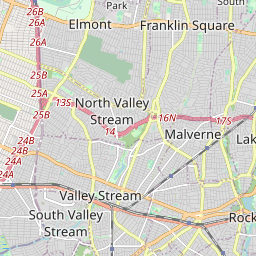 South
Park
26B
26A
Elmont
Franklin Square
25B
25A
13S
North Valley
Stream
14
16N
17S
25B
25A
Malverne
Lak
24B
24A
24A
Valley Stream
South Valley
Stream
Rock